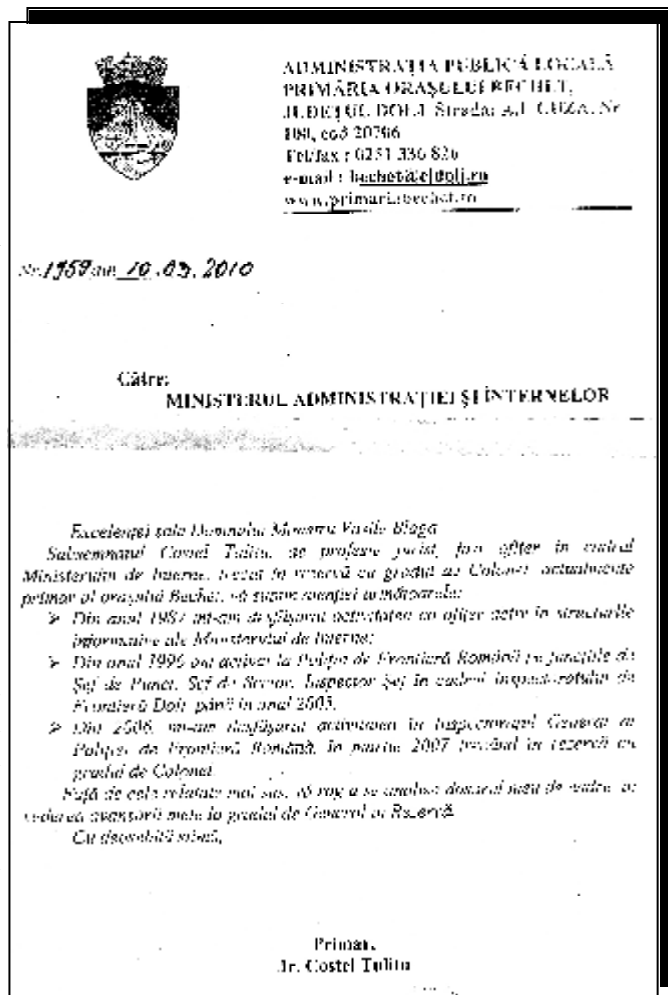 ADMINISTRAȚIA PUBLICĂ LOCALĂ
PRIMĂRIA ORAȘULUI BECHET,
JUDEȚUL DOLJ Strada: A.I. CUZA, Nr
cod
Tel/fax : 0251 336 826
e-mail : bechet@cjdolj.ro
www.primariabechet.ro
Nr. 1959 din 10.03.2010
Către:
MINISTERUL ADMINISTRAȚIEI ȘI INTERNELOR
Excelenței sale Domnului Ministru Vasile Blaga
Subsemnatul Costel Tulitu, de profesie jurist, fost ofițer în cadrul
Ministerului de Interne, trecut în rezervă cu gradul de Colonel, actualmente
primar al orașului Bechet, vă supun atenției următoarele:
➢ Din anul 1987 mi-am desfășurat activitatea ca ofițer activ în structurile
informative ale Ministerului de Interne;
➢ Din anul 1996 am activat la Poliția de Frontieră Română cu funcțiile de
Șef de Punct, Șef de Sector, Inspector Șef în cadrul Inspectoratului de
Frontieră Dolj, până în anul 2005.
➢ Din 2006, mi-am desfășurat activitatea în Inspectoratul General al
Poliției de Frontieră Română, în martie 2007 trecând în rezervă cu
gradul de Colonel.
Față de cele relatate mai sus, vă rog a se analiza dosarul meu de cadre, în
vederea avansării mele la gradul de General în Rezervă.
Cu deosebită stimă,
Primar,
Jr. Costel Tulitu